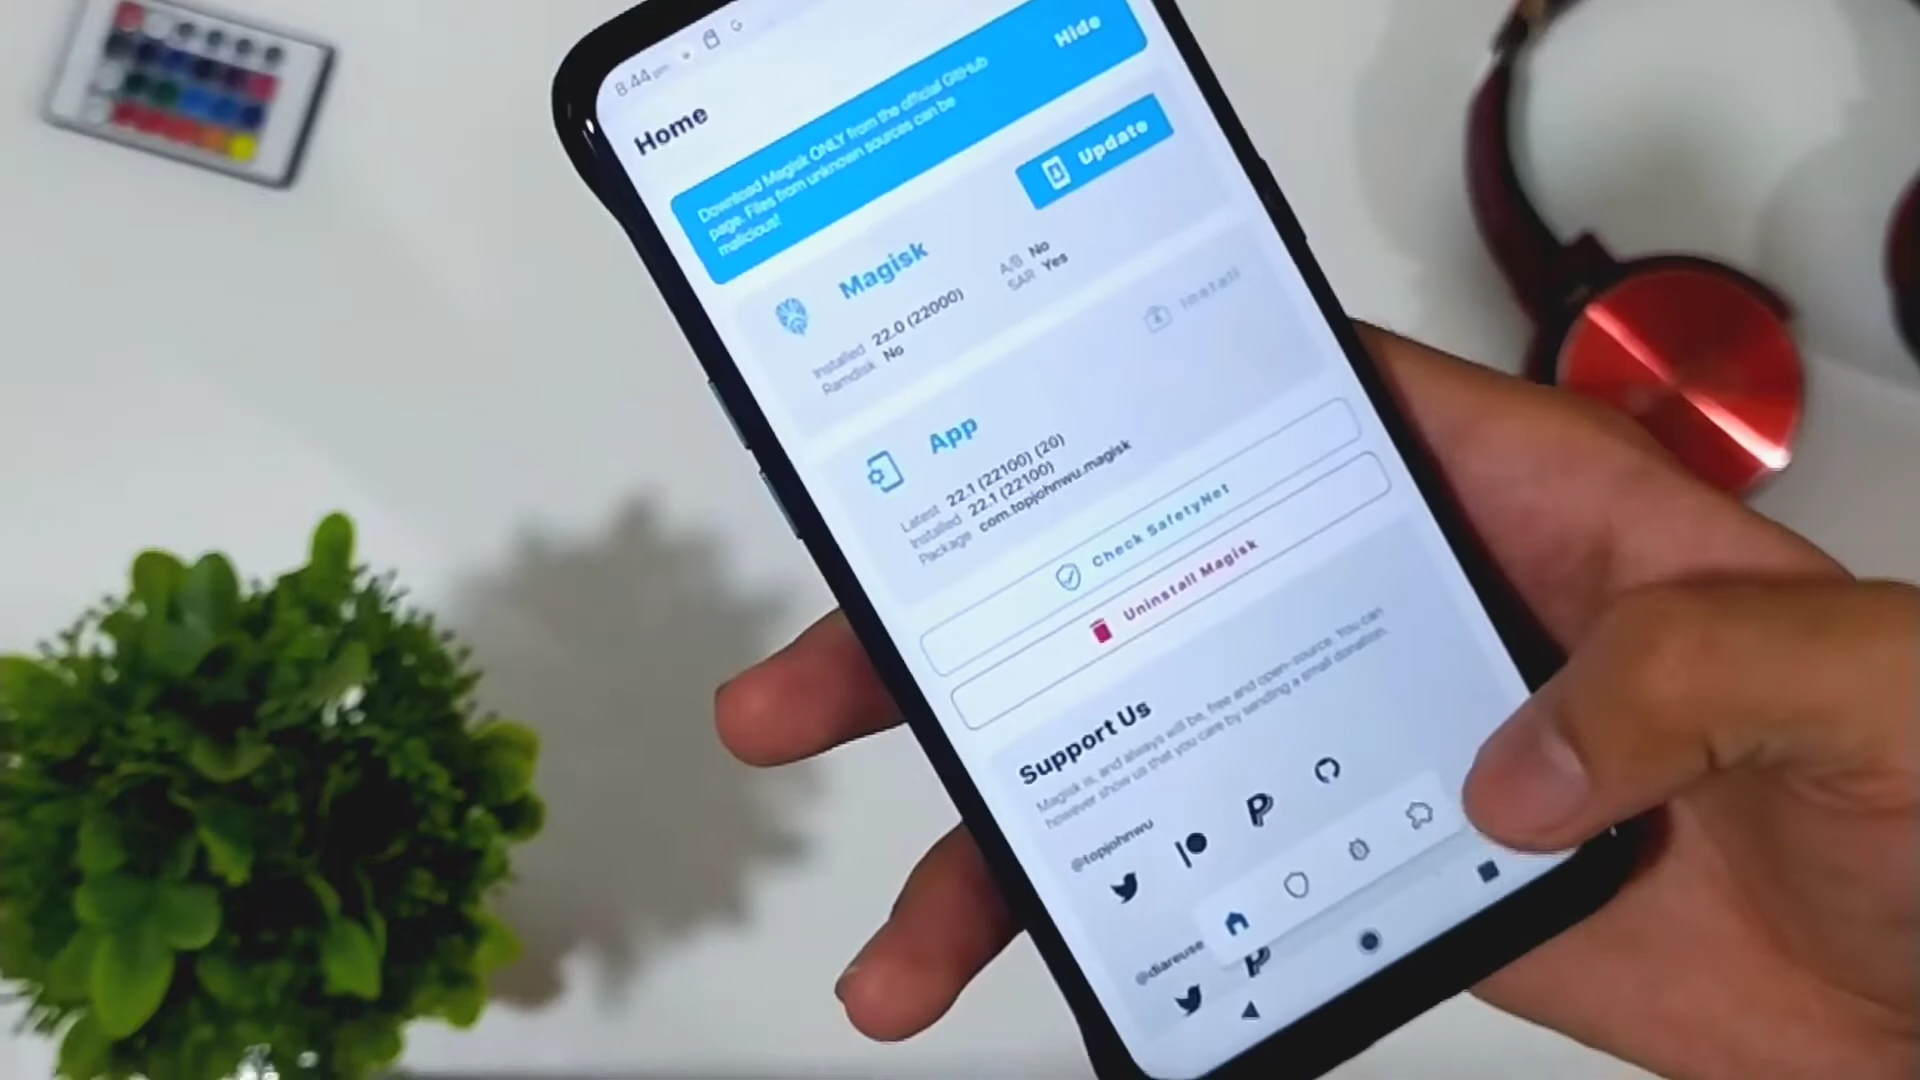 8:44 pm
Home
Download Magisk ONLY from the official GitHub
page. Files from unknown sources can be
malicious!
Hide
Magisk
Update
Installed 22.0 (22000)
Ramdisk No
A/B No
SAR Yes
App
Install
Latest 22.1 (22100) (20)
Installed 22.1 (22100)
Package com.topjohnwu.magisk
Check SafetyNet
Uninstall Magisk
Support Us
Magisk is, and always will be, free and open-source. You can
however show us that you care by sending a small donation.
@topjohnwu
@diareuse